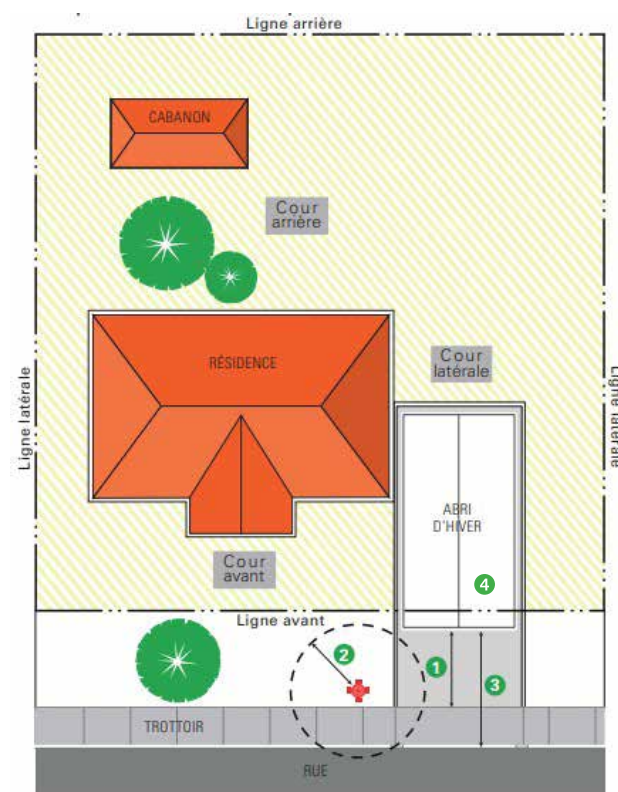 Ligne arrière
CABANON
Cour
arrière
RÉSIDENCE
Cour
latérale
Ligne latérale
Ligne latérale
ABRI
D'HIVER
4
Cour
avant
Ligne avant
2
1
3
TROTTOIR
RUE